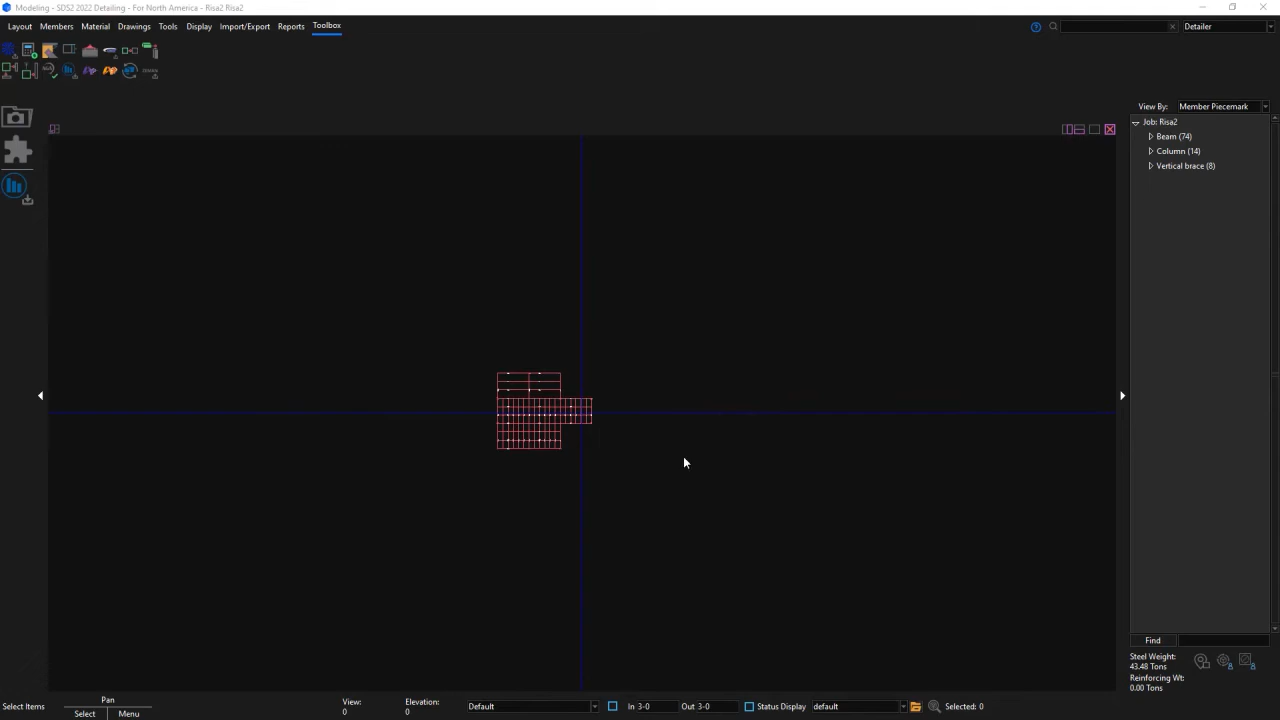 Modeling - SDS2 2022 Detailing - For North America - Risa2 Risa2
Layout Members Material Drawings Tools Display Import/Export Reports Toolbox
Detailer
View By: Member Piecemark
Job: Risa2
Beam (74)
Column (14)
Vertical brace (8)
Find
Steel Weight:
43.48 Tons
Reinforcing Wt:
0.00 Tons
Select Items
Pan
Select Menu
View:
0
Elevation:
0
Default
In 3-0 Out 3-0
Status Display default
Selected: 0